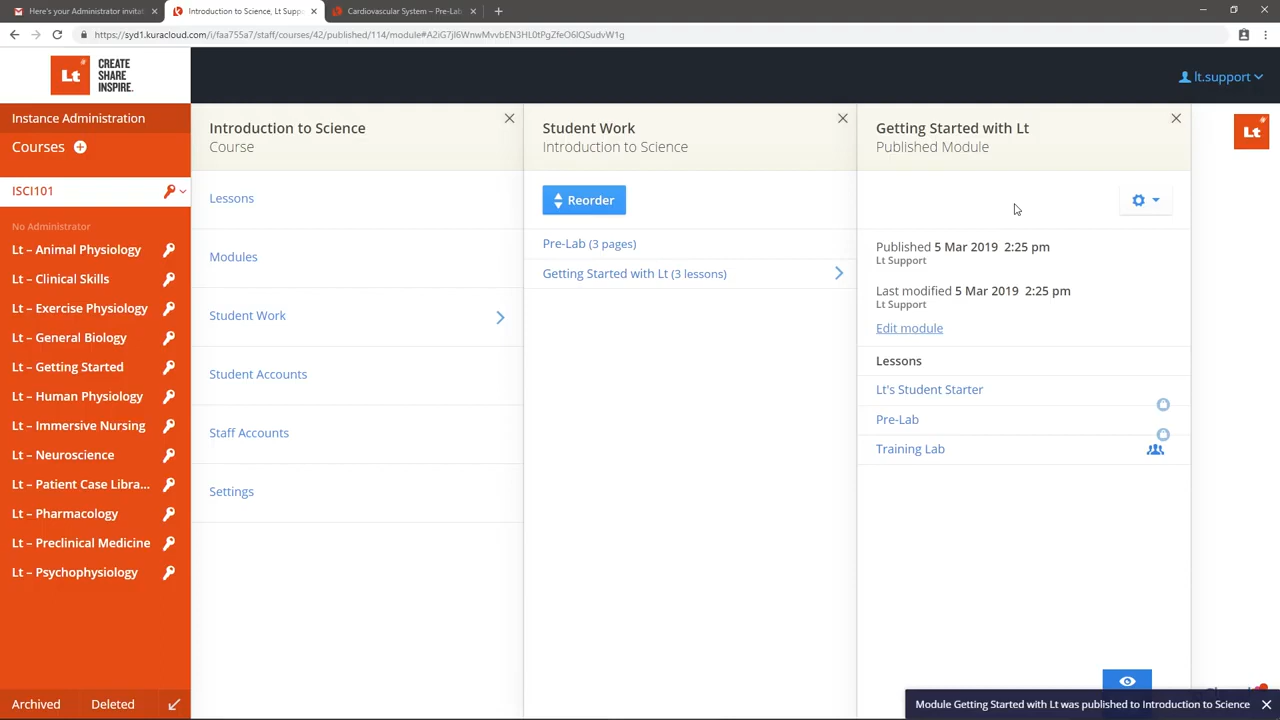 Here's your Administrator invitat
Introduction to Science, Lt Suppo
Cardiovascular System – Pre-Lab
https://syd1.kuracloud.com/i/faa755a7/staff/courses/42/published/114/module#A2iG7jI6WnwMvvbEN3HL0tPgZfeO6IQSudvW1g
Lt
CREATE
SHARE
INSPIRE.
lt.support
Instance Administration
Courses
ISCI101
No Administrator
Lt – Animal Physiology
Lt – Clinical Skills
Lt – Exercise Physiology
Lt – General Biology
Lt – Getting Started
Lt – Human Physiology
Lt – Immersive Nursing
Lt – Neuroscience
Lt – Patient Case Libra...
Lt – Pharmacology
Lt – Preclinical Medicine
Lt – Psychophysiology
Archived
Deleted
Introduction to Science
Course
Lessons
Modules
Student Work
Student Accounts
Staff Accounts
Settings
Student Work
Introduction to Science
Reorder
Pre-Lab (3 pages)
Getting Started with Lt (3 lessons)
Getting Started with Lt
Published Module
Published 5 Mar 2019 2:25 pm
Lt Support
Last modified 5 Mar 2019 2:25 pm
Lt Support
Edit module
Lessons
Lt's Student Starter
Pre-Lab
Training Lab
Lt
Module Getting Started with Lt was published to Introduction to Science